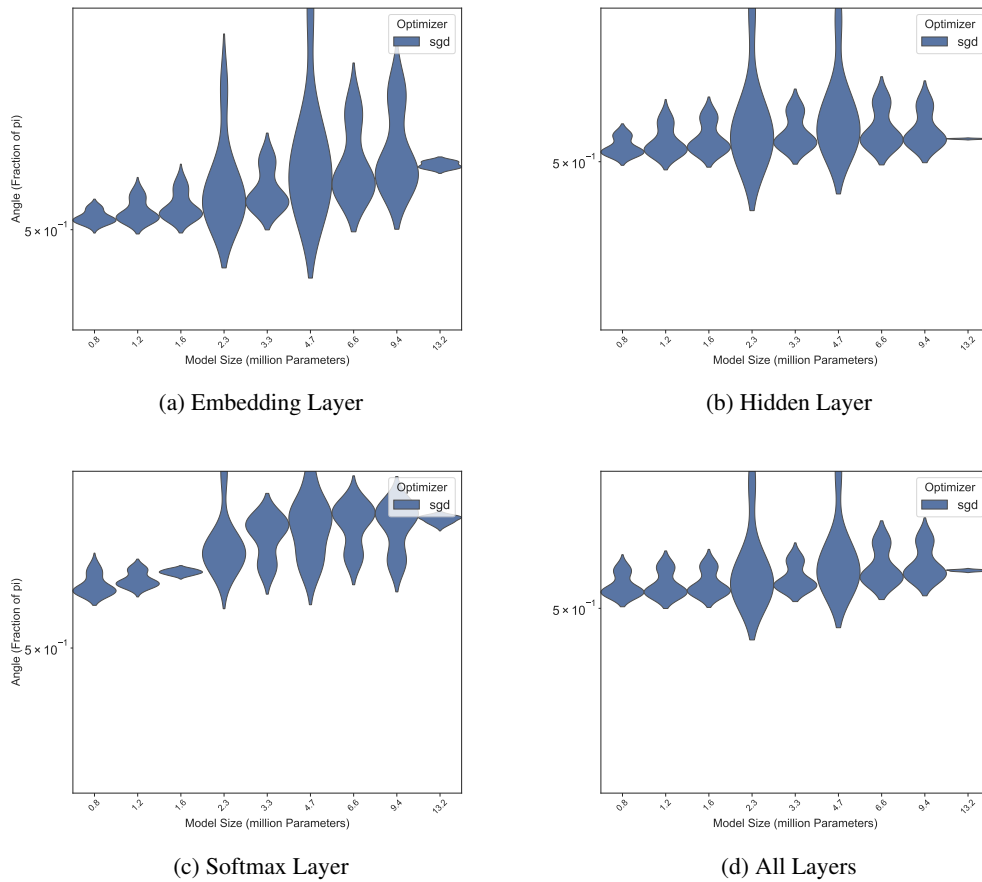 Optimizer
sgd
Angle (Fraction of pi)
5 × 10⁻¹
0.8 1.2 1.6 2.3 3.3 4.7 6.6 9.4 13.2
Model Size (million Parameters)
(a) Embedding Layer
Optimizer
sgd
5 × 10⁻¹
0.8 1.2 1.6 2.3 3.3 4.7 6.6 9.4 13.2
Model Size (million Parameters)
(b) Hidden Layer
Optimizer
sgd
Angle (Fraction of pi)
5 × 10⁻¹
0.8 1.2 1.6 2.3 3.3 4.7 6.6 9.4 13.2
Model Size (million Parameters)
(c) Softmax Layer
Optimizer
sgd
5 × 10⁻¹
0.8 1.2 1.6 2.3 3.3 4.7 6.6 9.4 13.2
Model Size (million Parameters)
(d) All Layers